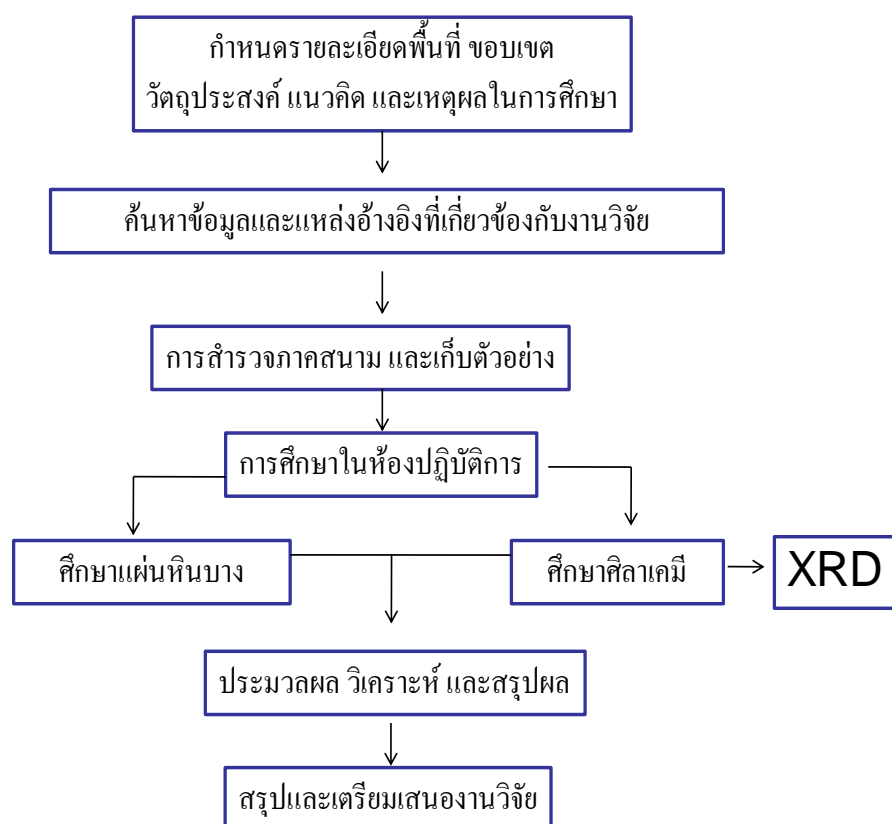 กำหนดรายละเอียดพื้นที่ ขอบเขต
วัตถุประสงค์ แนวคิด และเหตุผลในการศึกษา
ค้นหาข้อมูลและแหล่งอ้างอิงที่เกี่ยวข้องกับงานวิจัย
การสำรวจภาคสนาม และเก็บตัวอย่าง
การศึกษาในห้องปฏิบัติการ
ศึกษาแผ่นหินบาง
ศึกษาศิลาเคมี
XRD
ประมวลผล วิเคราะห์ และสรุปผล
สรุปและเตรียมเสนองานวิจัย